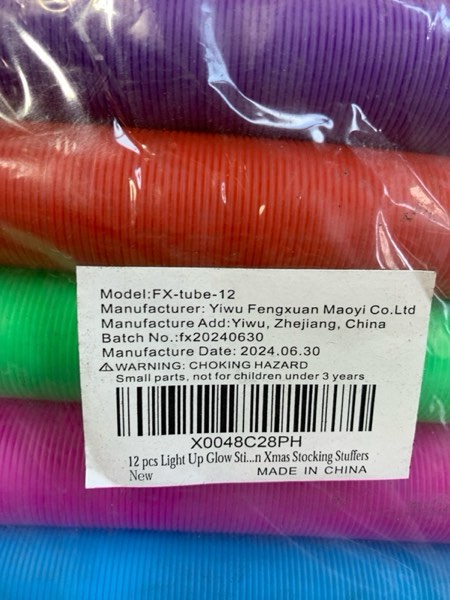 Model:FX-tube-12
Manufacturer: Yiwu Fengxuan Maoyi Co.Ltd
Manufacture Add:Yiwu, Zhejiang, China
Batch No.:fx20240630
Manufacture Date: 2024.06.30
⚠WARNING: CHOKING HAZARD
Small parts, not for children under 3 years
X0048C28PH
12 pcs Light Up Glow Sti...n Xmas Stocking Stuffers
New MADE IN CHINA